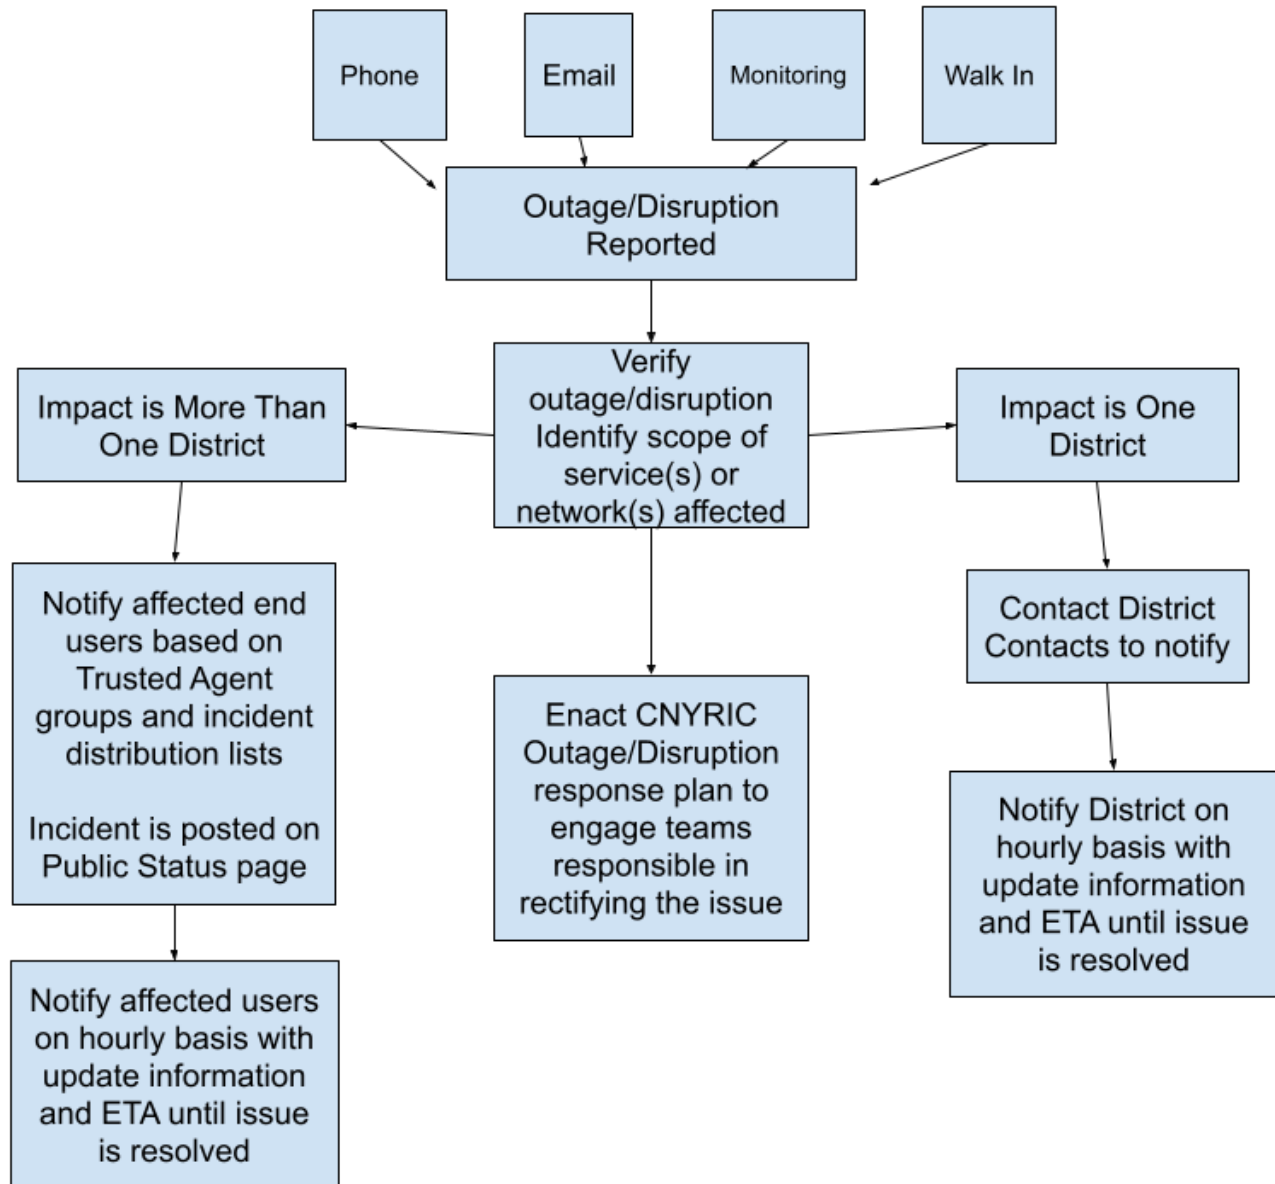 Phone
Email
Monitoring
Walk In
Outage/Disruption
Reported
Verify
outage/disruption
Identify scope of
service(s) or
network(s) affected
Impact is More Than
One District
Impact is One
District
Notify affected end
users based on
Trusted Agent
groups and incident
distribution lists
Incident is posted on
Public Status page
Contact District
Contacts to notify
Enact CNYRIC
Outage/Disruption
response plan to
engage teams
responsible in
rectifying the issue
Notify District on
hourly basis with
update information
and ETA until issue
is resolved
Notify affected users
on hourly basis with
update information
and ETA until issue
is resolved